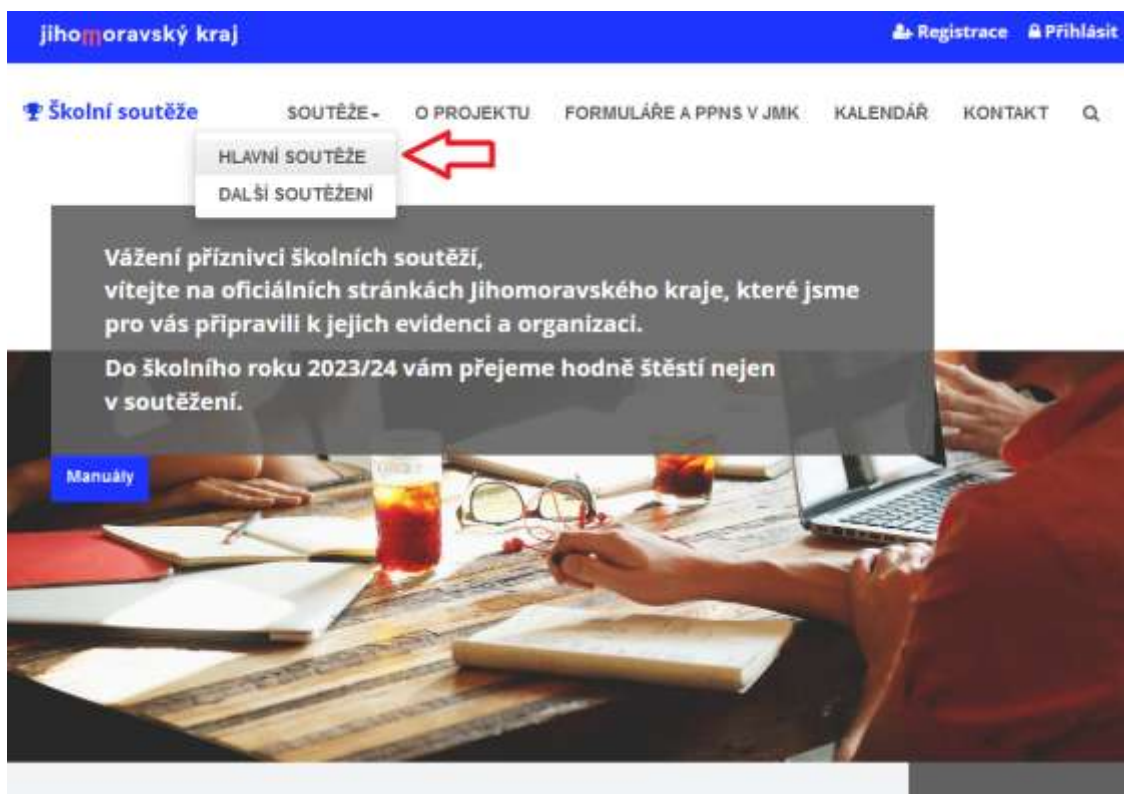 jihomoravský kraj
Registrace Přihlásit
Školní soutěže SOUTĚŽE O PROJEKTU FORMULÁŘE A PPNS V JMK KALENDÁŘ KONTAKT
HLAVNÍ SOUTĚŽE
DALŠÍ SOUTĚŽENÍ
Vážení příznivci školních soutěží,
vítejte na oficiálních stránkách Jihomoravského kraje, které jsme
pro vás připravili k jejich evidenci a organizaci.
Do školního roku 2023/24 vám přejeme hodně štěstí nejen
v soutěžení.
Manuály